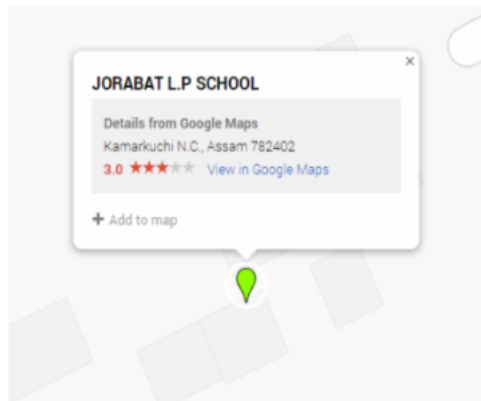 JORABAT L.P SCHOOL
Details from Google Maps
Kamarkuchi N.C., Assam 782402
3.0 ★★★★★ View in Google Maps
+ Add to map